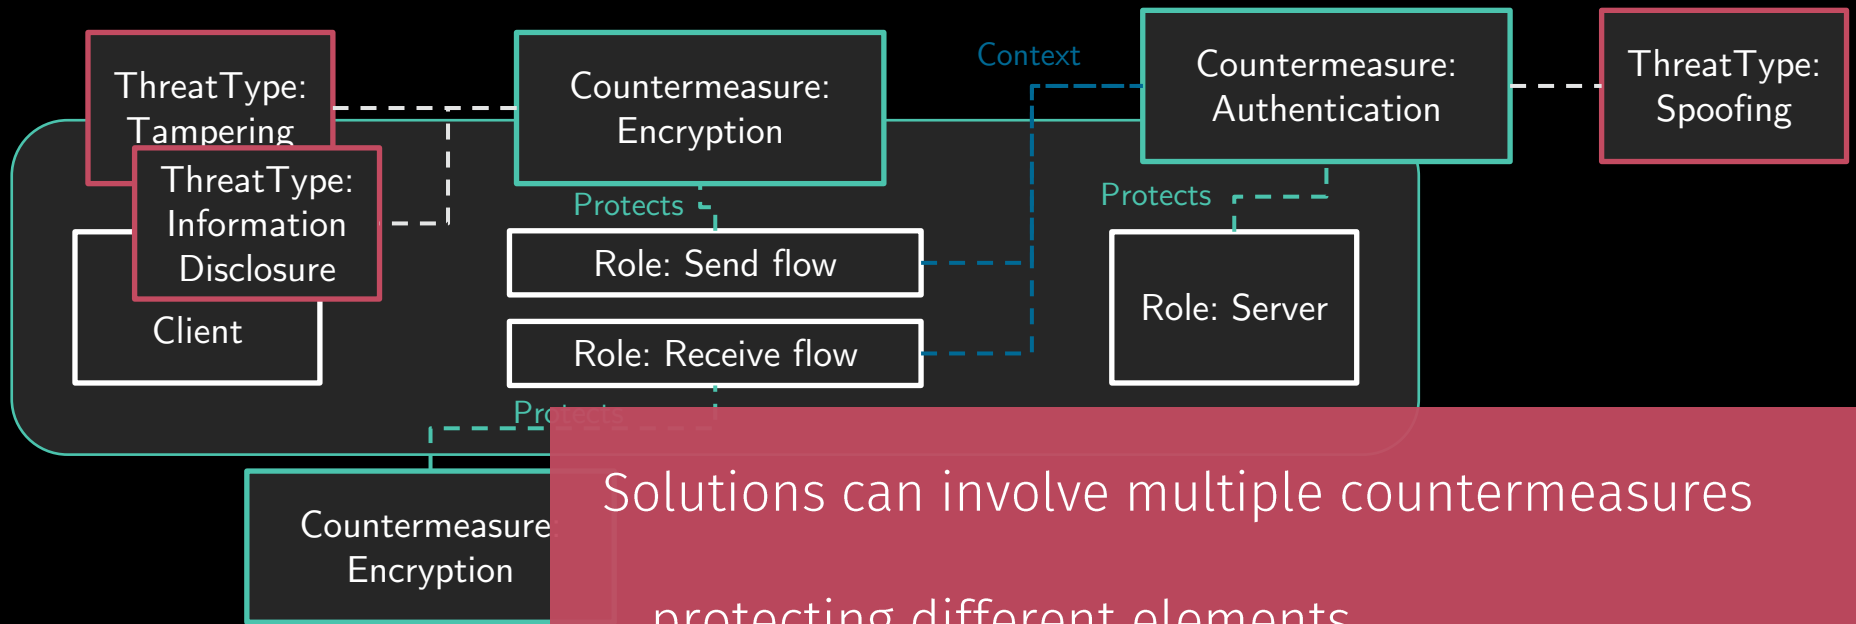 ThreatType:
Tampering
ThreatType:
Information
Disclosure
Client
Countermeasure:
Encryption
Protects
Role: Send flow
Role: Receive flow
Protects
Countermeasure:
Encryption
Context
Countermeasure:
Authentication
Protects
Role: Server
ThreatType:
Spoofing
Solutions can involve multiple countermeasures
protecting different elements